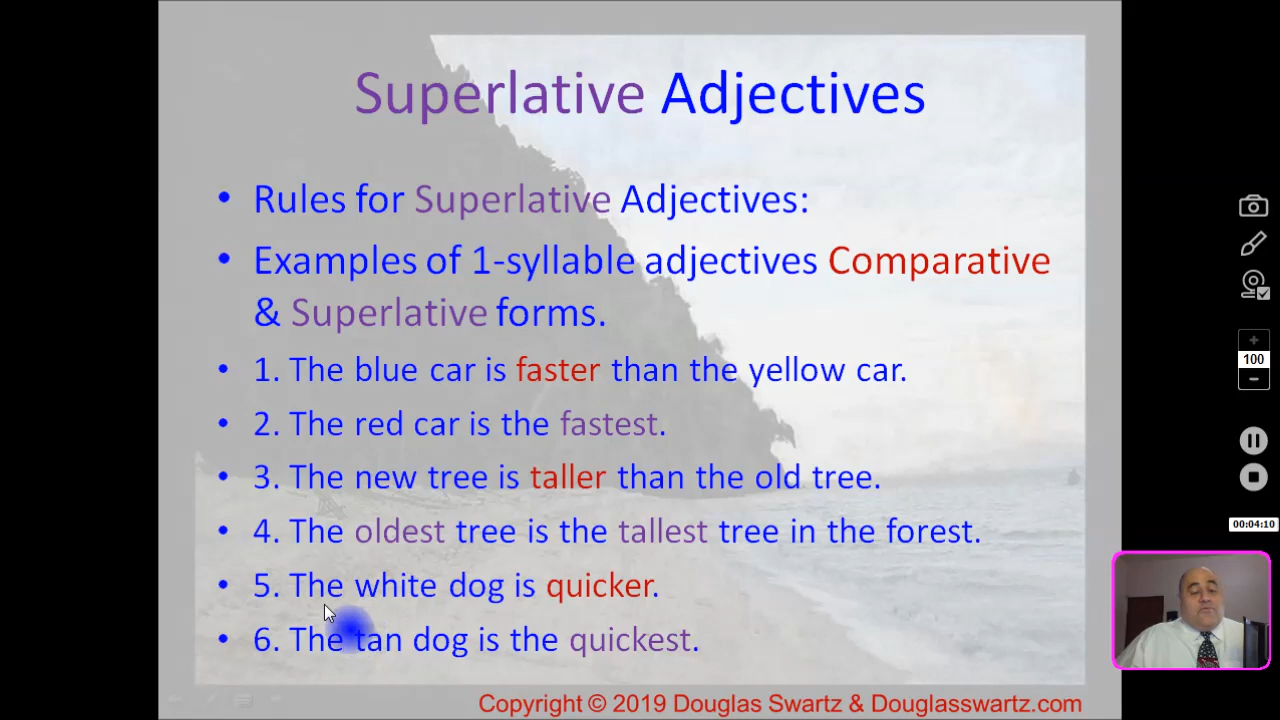 Superlative Adjectives
• Rules for Superlative Adjectives:
• Examples of 1-syllable adjectives Comparative
& Superlative forms.
• 1. The blue car is faster than the yellow car.
• 2. The red car is the fastest.
• 3. The new tree is taller than the old tree.
• 4. The oldest tree is the tallest tree in the forest.
• 5. The white dog is quicker.
• 6. The tan dog is the quickest.
Copyright © 2019 Douglas Swartz & Douglasswartz.com
+
100
−
00:04:10